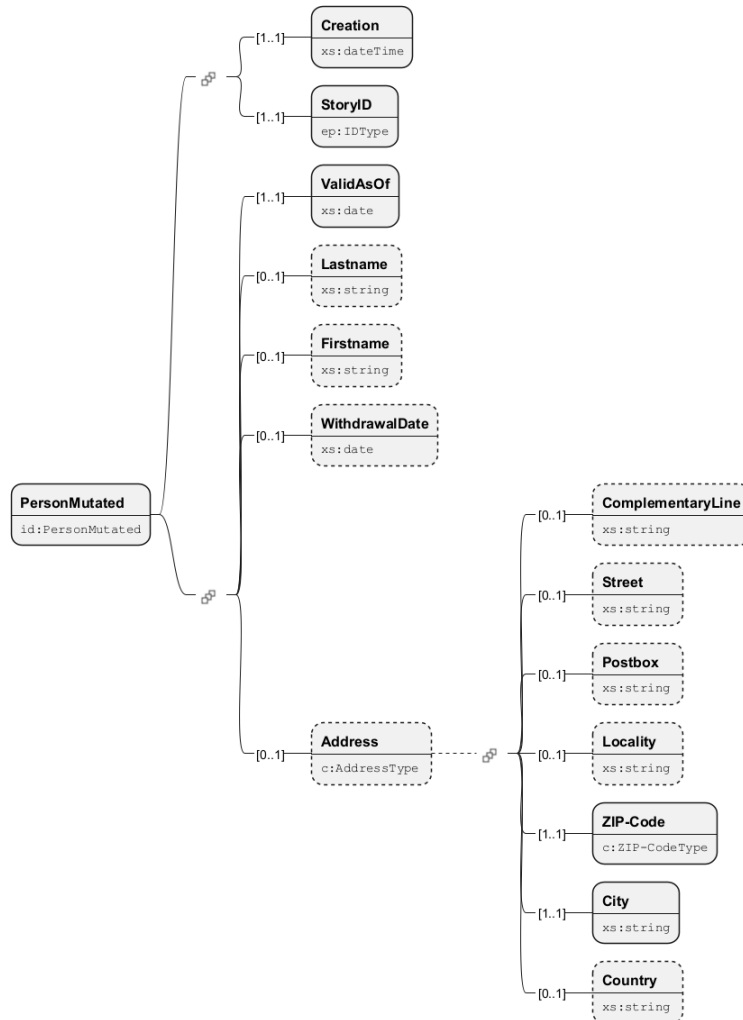 [1..1]
Creation
xs:dateTime
[1..1]
StoryID
ep:IDType
[1..1]
ValidAsOf
xs:date
[0..1]
Lastname
xs:string
[0..1]
Firstname
xs:string
[0..1]
WithdrawalDate
xs:date
PersonMutated
id:PersonMutated
[0..1]
Address
c:AddressType
[0..1]
ComplementaryLine
xs:string
[0..1]
Street
xs:string
[0..1]
Postbox
xs:string
[0..1]
Locality
xs:string
[1..1]
ZIP-Code
c:ZIP-CodeType
[1..1]
City
xs:string
[0..1]
Country
xs:string